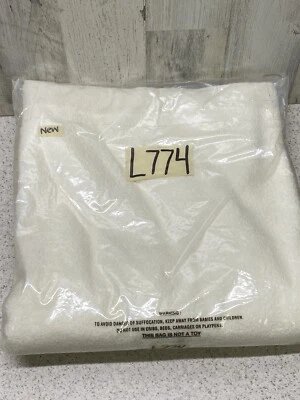 New
L774
WARNING:
TO AVOID DANGER OF SUFFOCATION, KEEP AWAY FROM BABIES AND CHILDREN.
DO NOT USE IN CRIBS, BEDS, CARRIAGES OR PLAYPENS.
THIS BAG IS NOT A TOY